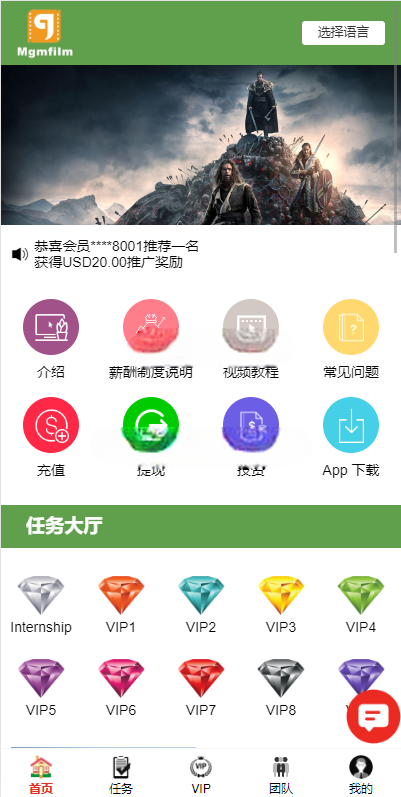 Mgmfilm
选择语言
恭喜会员****8001推荐一名
获得USD20.00推广奖励
介绍 薪酬制度说明 视频教程 常见问题
充值 提现 投资 App 下载
任务大厅
Internship VIP1 VIP2 VIP3 VIP4
VIP5 VIP6 VIP7 VIP8
首页 任务 VIP 团队 我的